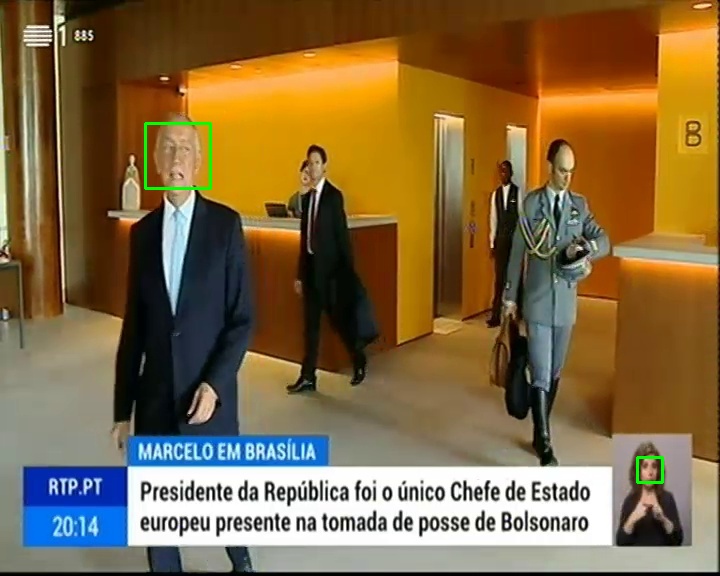 1 885
B
MARCELO EM BRASÍLIA
RTP.PT
Presidente da República foi o único Chefe de Estado
20:14
europeu presente na tomada de posse de Bolsonaro